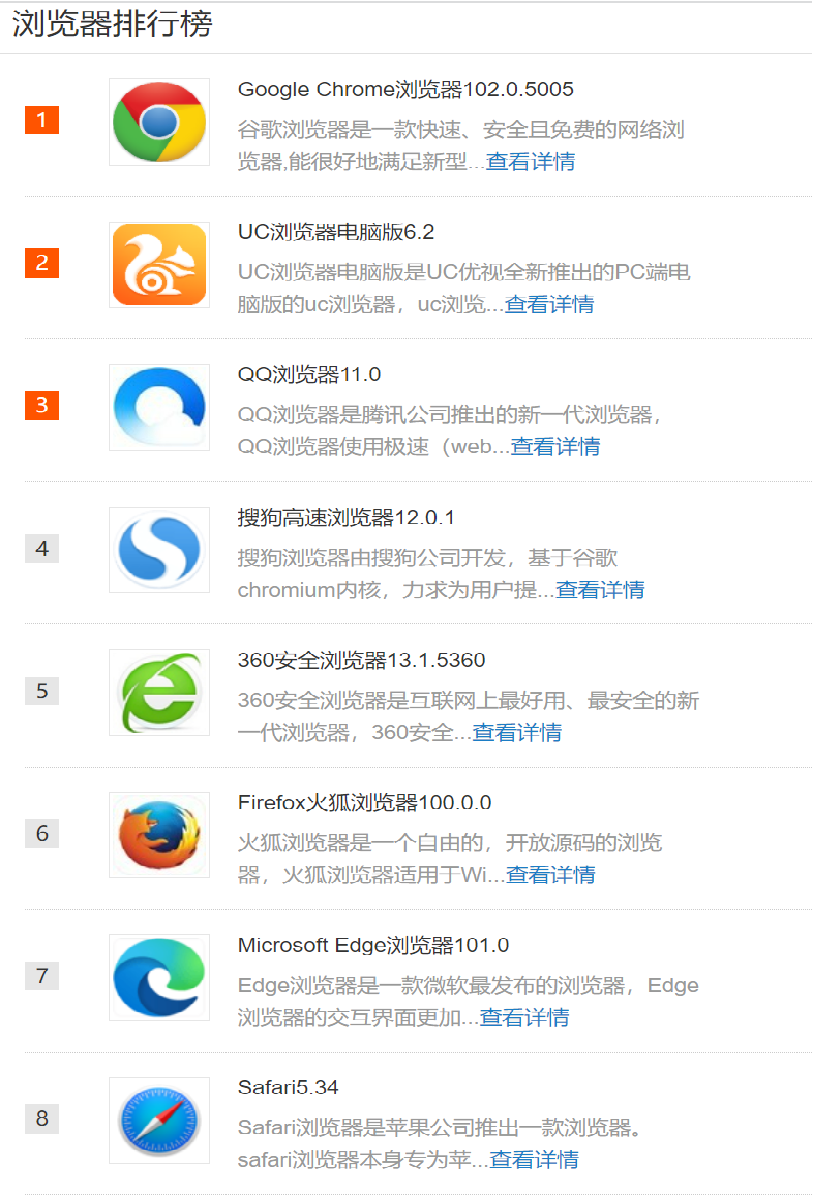 浏览器排行榜
1
Google Chrome浏览器102.0.5005
谷歌浏览器是一款快速、安全且免费的网络浏
览器,能很好地满足新型...查看详情
2
UC浏览器电脑版6.2
UC浏览器电脑版是UC优视全新推出的PC端电
脑版的uc浏览器，uc浏览...查看详情
3
QQ浏览器11.0
QQ浏览器是腾讯公司推出的新一代浏览器，
QQ浏览器使用极速（web...查看详情
4
搜狗高速浏览器12.0.1
搜狗浏览器由搜狗公司开发，基于谷歌
chromium内核，力求为用户提...查看详情
5
360安全浏览器13.1.5360
360安全浏览器是互联网上最好用、最安全的新
一代浏览器，360安全...查看详情
6
Firefox火狐浏览器100.0.0
火狐浏览器是一个自由的，开放源码的浏览
器，火狐浏览器适用于Wi...查看详情
7
Microsoft Edge浏览器101.0
Edge浏览器是一款微软最发布的浏览器，Edge
浏览器的交互界面更加...查看详情
8
Safari5.34
Safari浏览器是苹果公司推出一款浏览器。
safari浏览器本身专为苹...查看详情